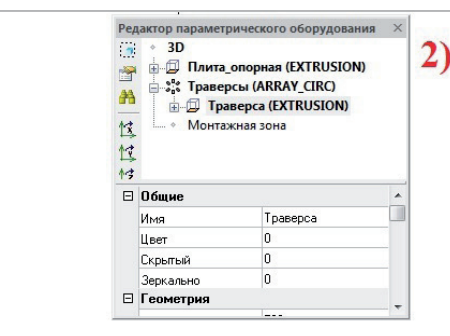 Редактор параметрического оборудования
2)
3D
Плита_опорная (EXTRUSION)
Траверсы (ARRAY_CIRC)
Траверса (EXTRUSION)
Монтажная зона
Общие
Имя Траверса
Цвет 0
Скрытый 0
Зеркально 0
Геометрия